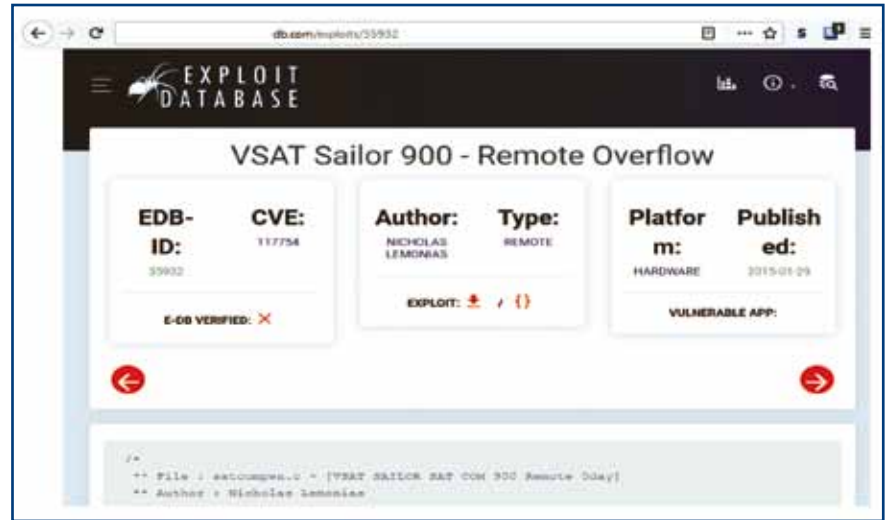 db.com/exploits/35932
EXPLOIT
DATABASE
VSAT Sailor 900 - Remote Overflow
EDB-
ID:
35932
CVE:
117754
E-DB VERIFIED:
Author:
NICHOLAS
LEMONIAS
Type:
REMOTE
EXPLOIT: / {}
Platfor
m:
HARDWARE
Publish
ed:
2015-01-29
VULNERABLE APP:
/*
** File : satcompwn.c - [VSAT SAILOR SAT COM 900 Remote 0day]
** Author : Nicholas Lemonias